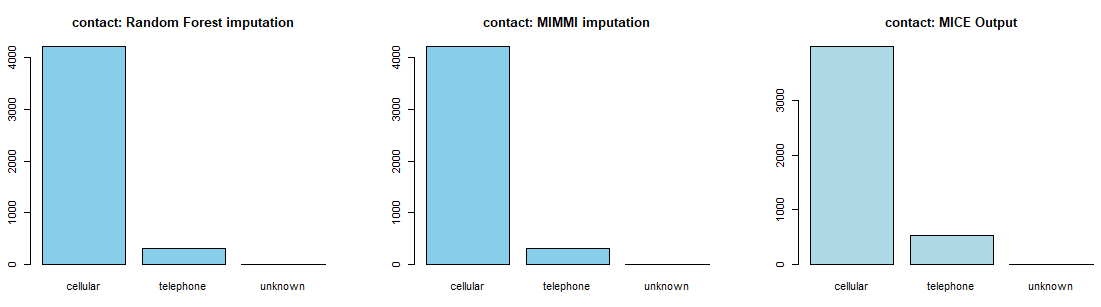 contact: Random Forest imputation
4000
3000
2000
1000
0
cellular
telephone
unknown
contact: MIMMI imputation
4000
3000
2000
1000
0
cellular
telephone
unknown
contact: MICE Output
3000
2000
1000
0
cellular
telephone
unknown